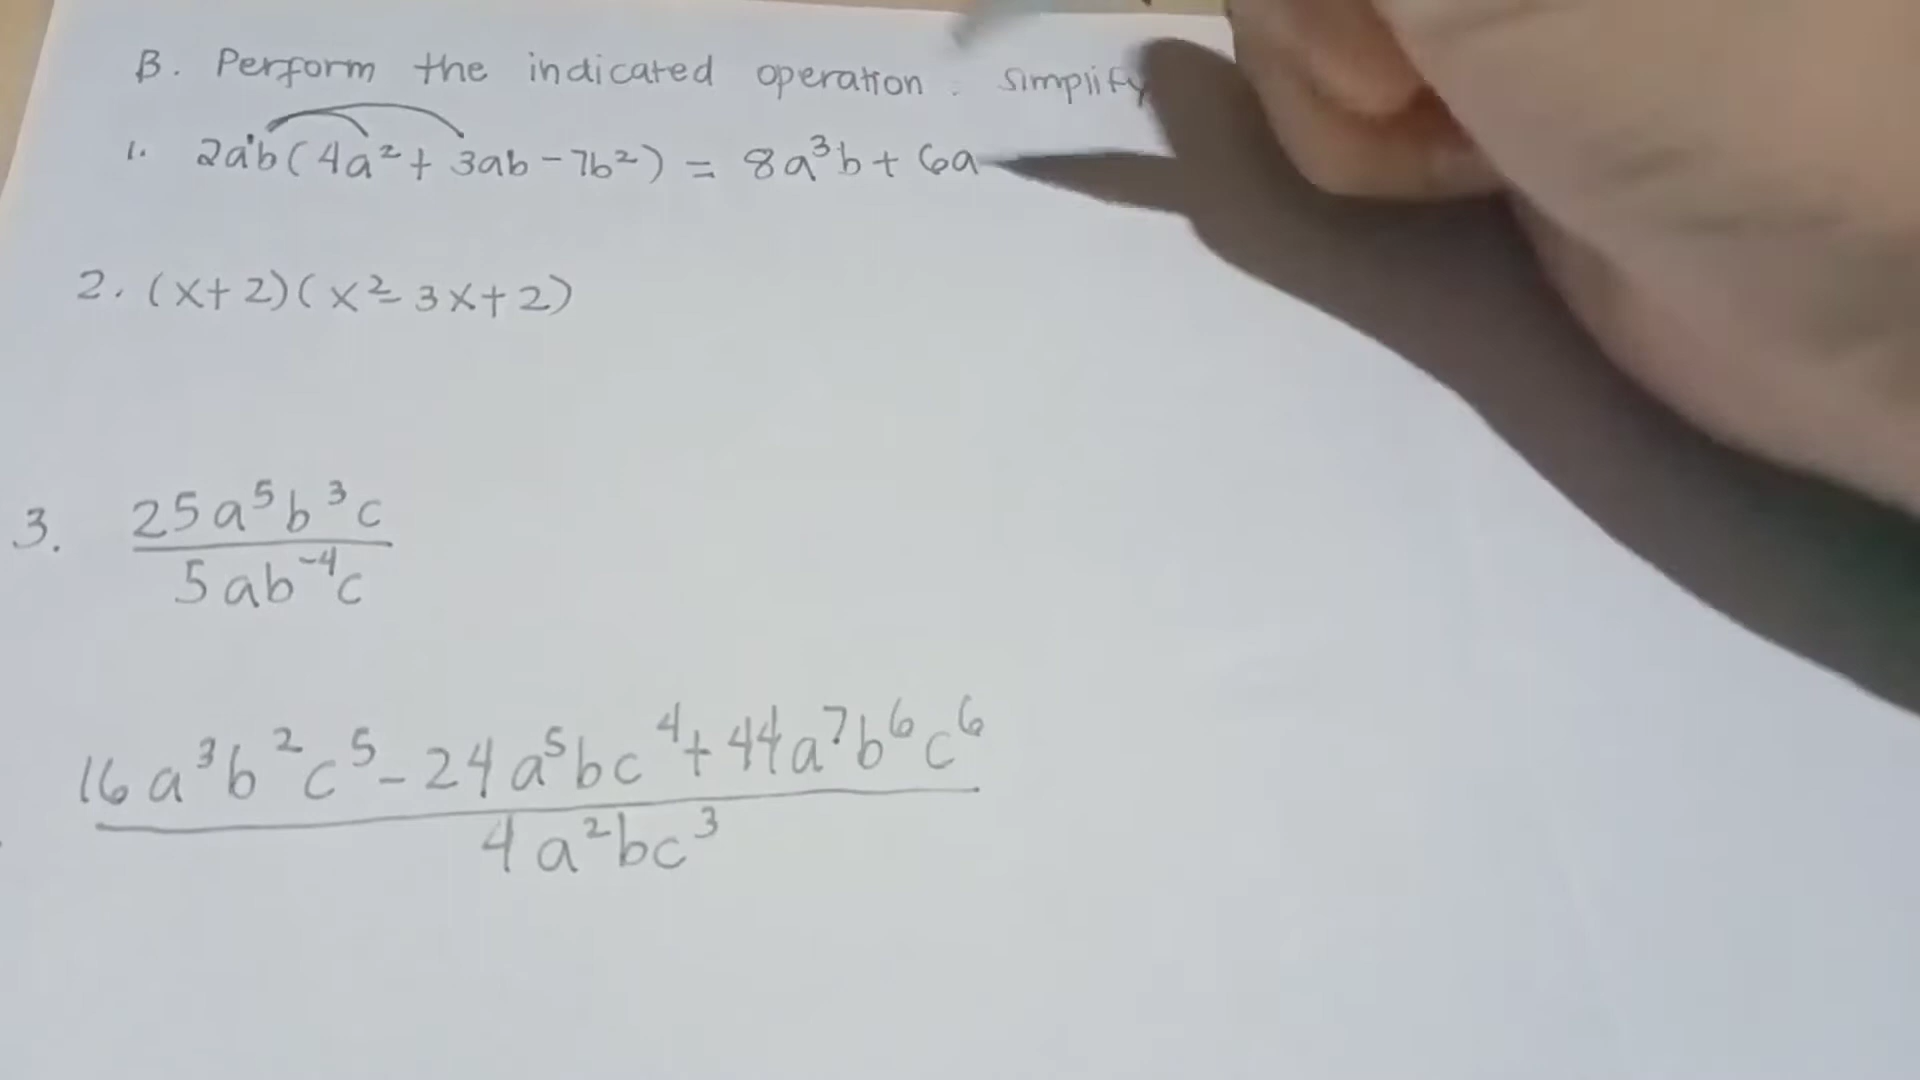 B. Perform the indicated operation. Simplify
1. 2a¹b(4a² + 3ab - 7b²) = 8a³b + 6a
2. (x+2)(x² - 3x + 2)
3. 25a⁵b³c
5ab⁻⁴c
16a³b²c⁵ - 24a⁵bc⁴ + 44a⁷b⁶c⁶
4a²bc³